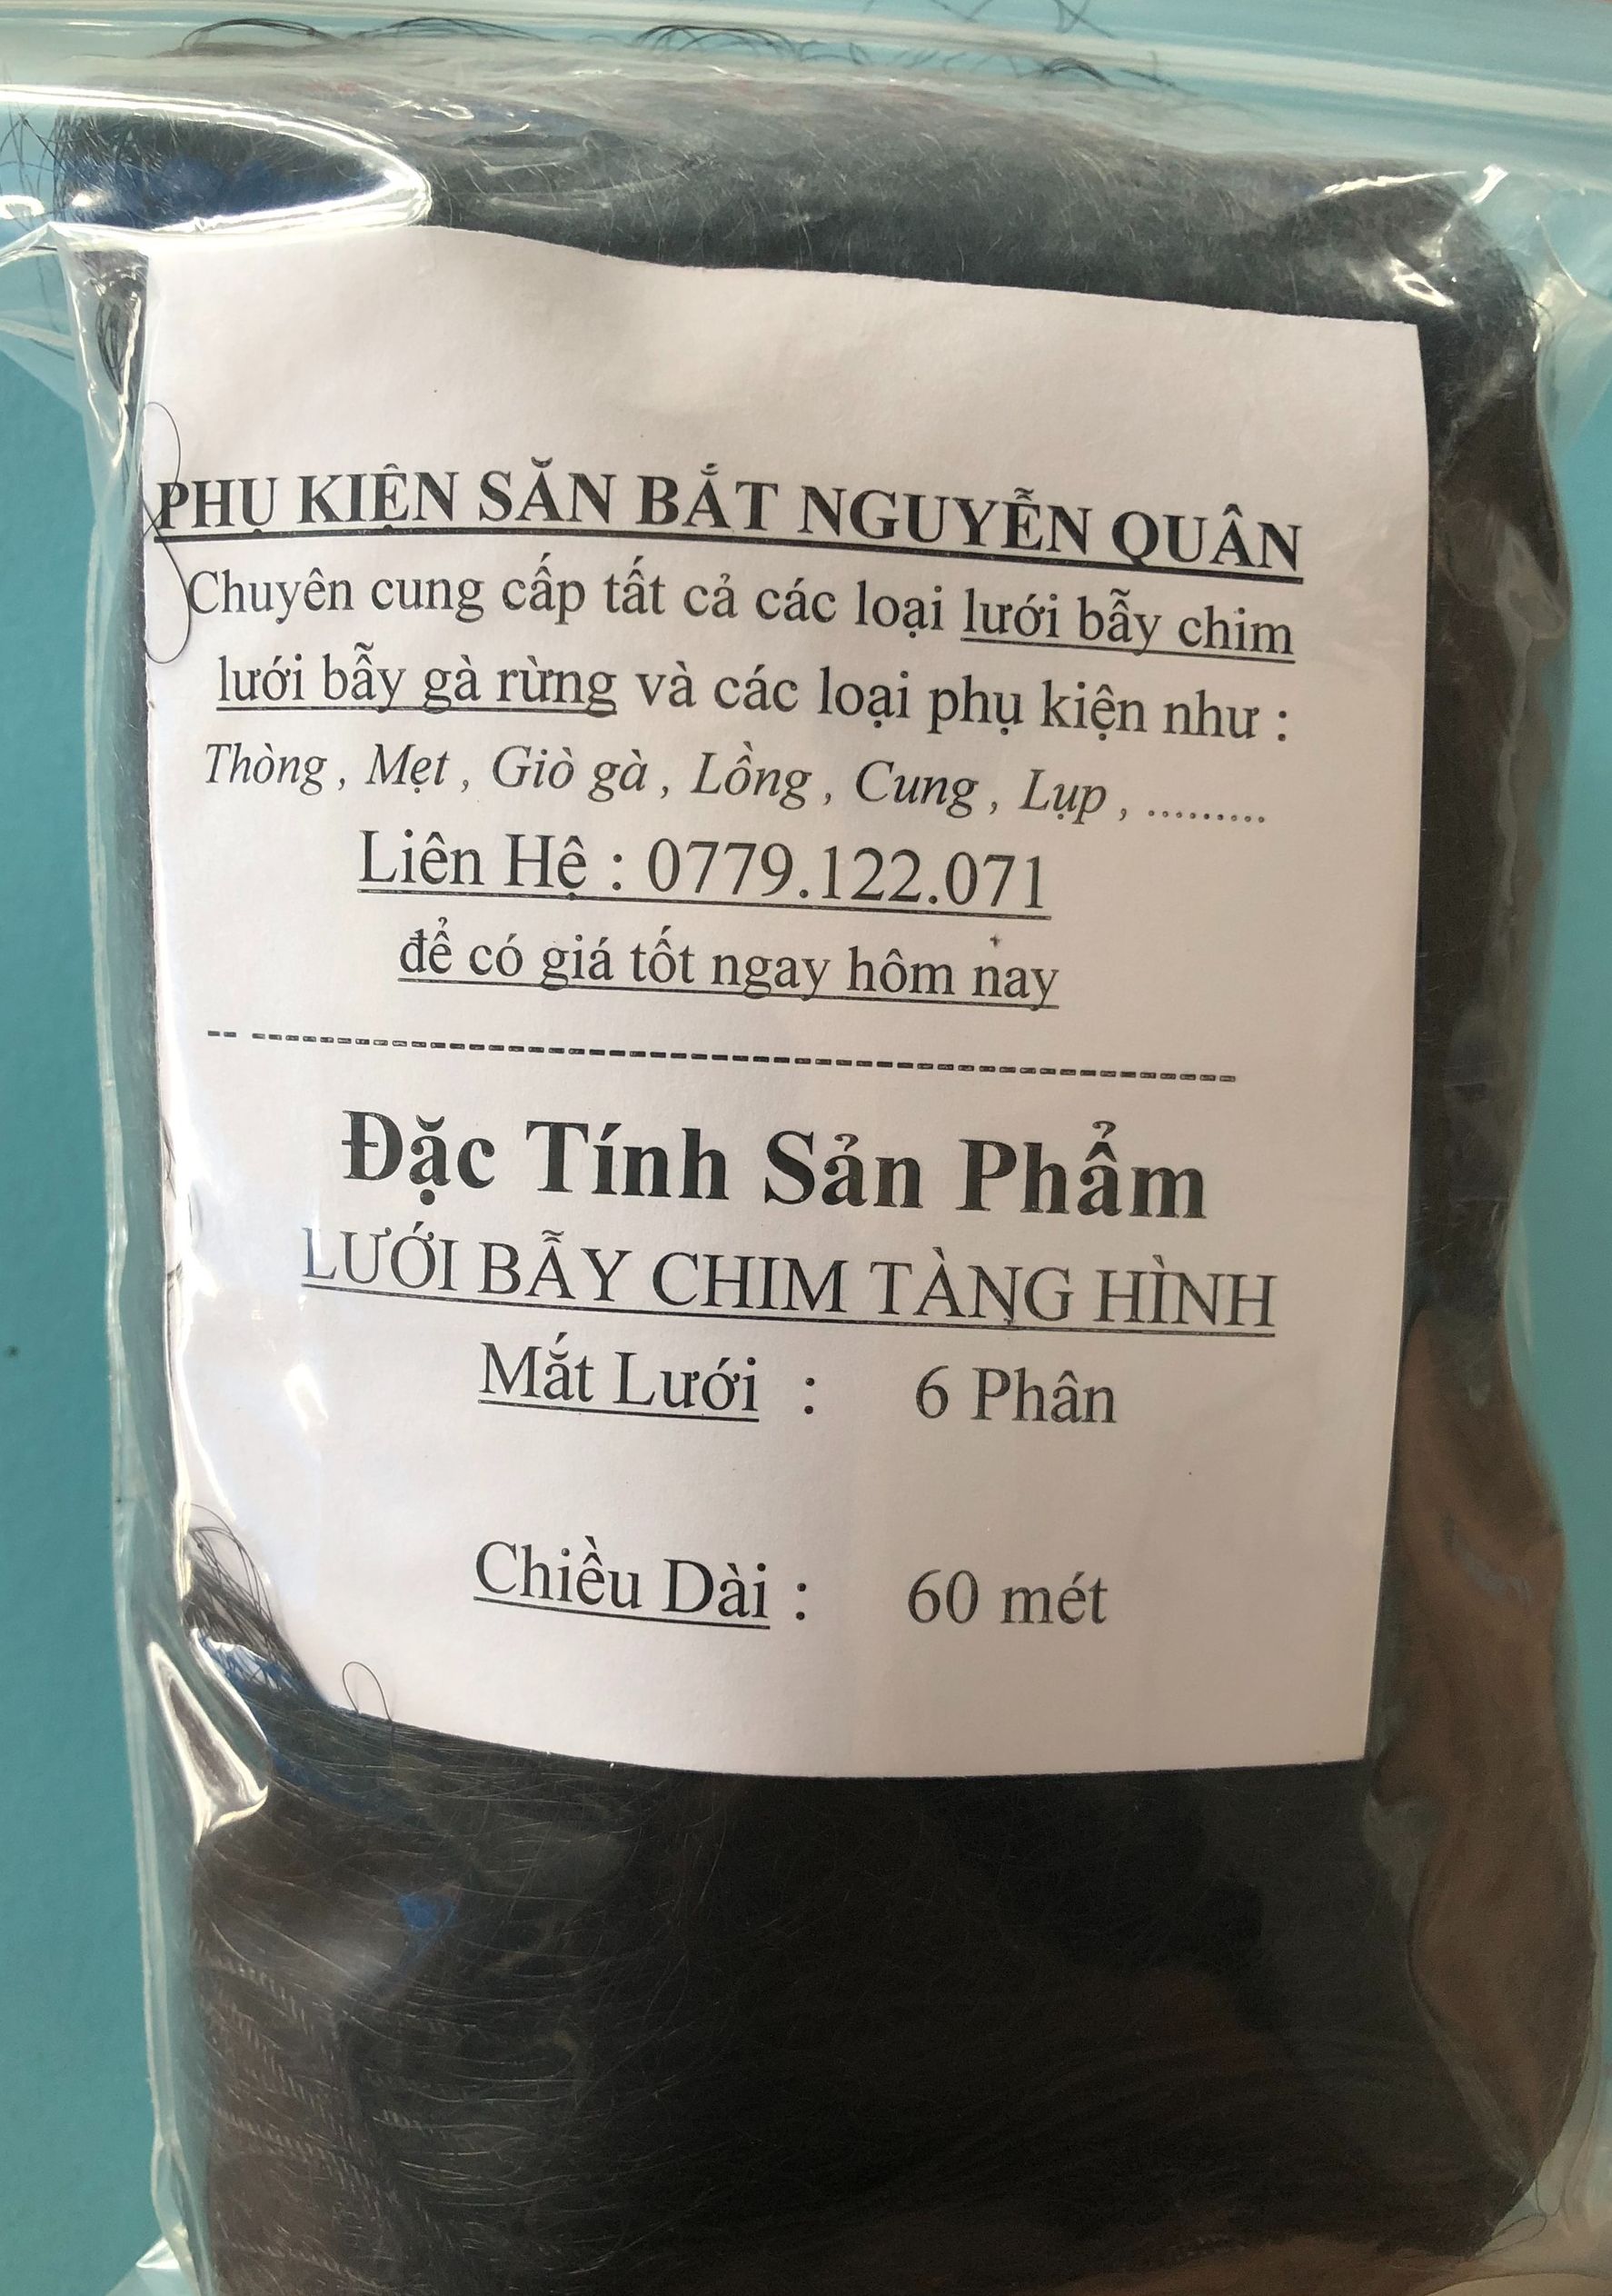 PHỤ KIỆN SĂN BẮT NGUYỄN QUÂN
Chuyên cung cấp tất cả các loại lưới bẫy chim
lưới bẫy gà rừng và các loại phụ kiện như :
Thòng , Mẹt , Giò gà , Lồng , Cung , Lụp , .........
Liên Hệ : 0779.122.071
để có giá tốt ngay hôm nay
Đặc Tính Sản Phẩm
LƯỚI BẪY CHIM TÀNG HÌNH
Mắt Lưới : 6 Phân
Chiều Dài : 60 mét